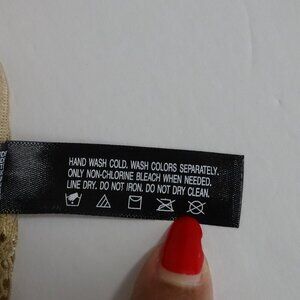 HAND WASH COLD. WASH COLORS SEPARATELY.
ONLY NON-CHLORINE BLEACH WHEN NEEDED.
LINE DRY. DO NOT IRON. DO NOT DRY CLEAN.